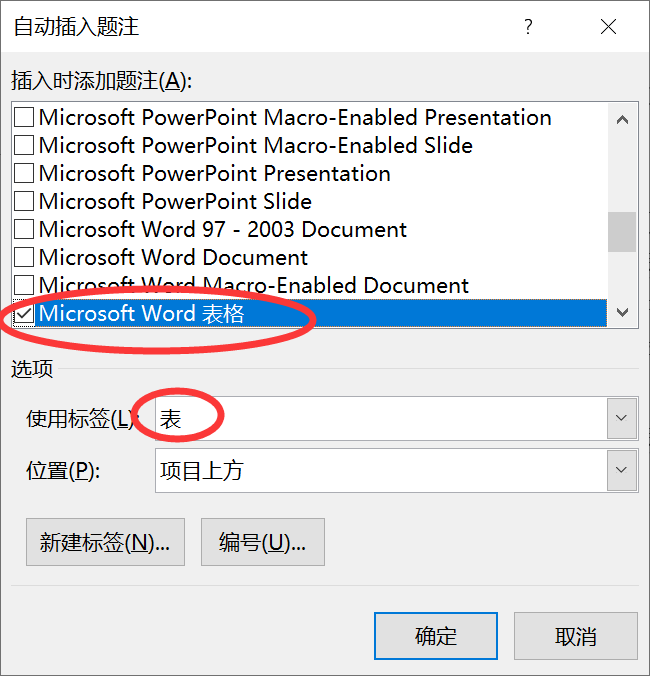 自动插入题注
?
插入时添加题注(A):
Microsoft PowerPoint Macro-Enabled Presentation
Microsoft PowerPoint Macro-Enabled Slide
Microsoft PowerPoint Presentation
Microsoft PowerPoint Slide
Microsoft Word 97 - 2003 Document
Microsoft Word Document
Microsoft Word Macro-Enabled Document
Microsoft Word 表格
选项
使用标签(L): 表
位置(P): 项目上方
新建标签(N)... 编号(U)...
确定 取消